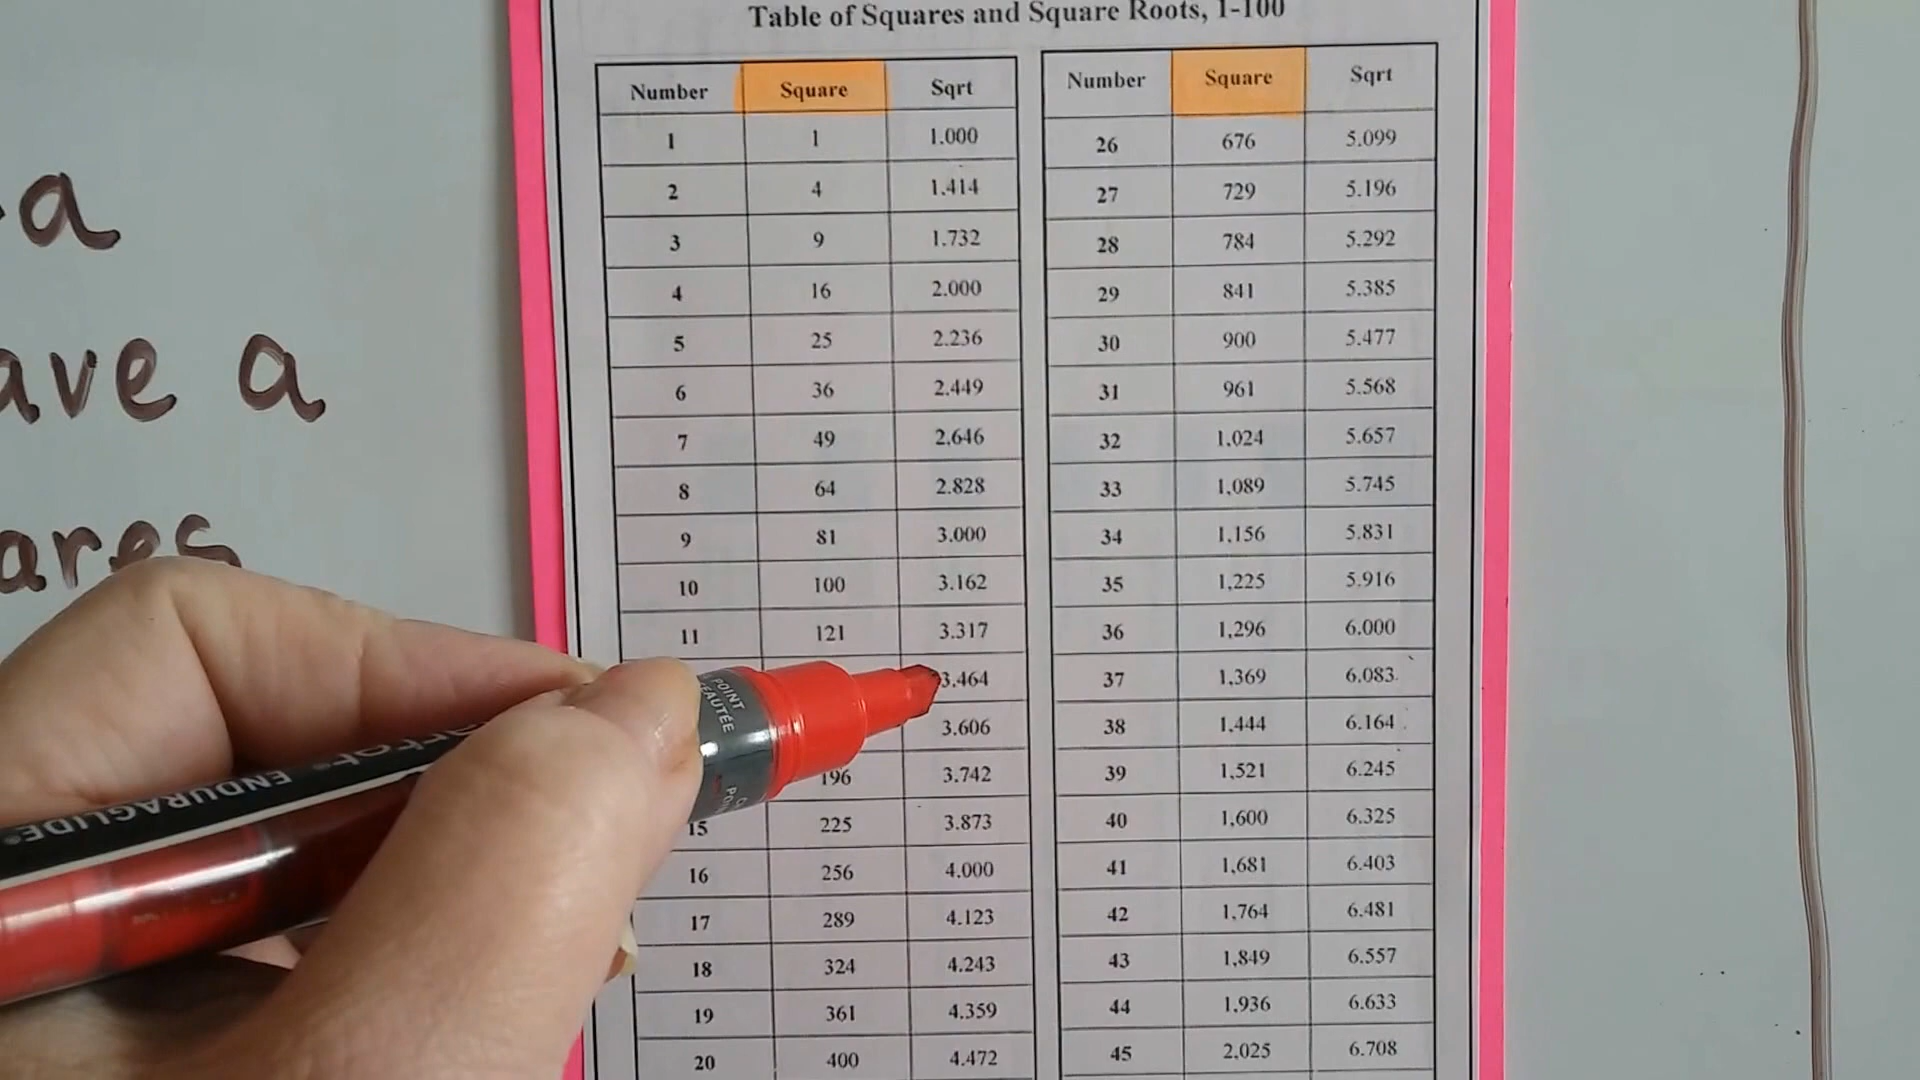 Table of Squares and Square Roots, 1-100
a
ave a
ares
Number Square Sqrt
1 1 1.000
2 4 1.414
3 9 1.732
4 16 2.000
5 25 2.236
6 36 2.449
7 49 2.646
8 64 2.828
9 81 3.000
10 100 3.162
11 121 3.317
3.464
3.606
196 3.742
15 225 3.873
16 256 4.000
17 289 4.123
18 324 4.243
19 361 4.359
20 400 4.472
Number Square Sqrt
26 676 5.099
27 729 5.196
28 784 5.292
29 841 5.385
30 900 5.477
31 961 5.568
32 1,024 5.657
33 1,089 5.745
34 1,156 5.831
35 1,225 5.916
36 1,296 6.000
37 1,369 6.083
38 1,444 6.164
39 1,521 6.245
40 1,600 6.325
41 1,681 6.403
42 1,764 6.481
43 1,849 6.557
44 1,936 6.633
45 2,025 6.708
ENDURAGLIDE®
POINT